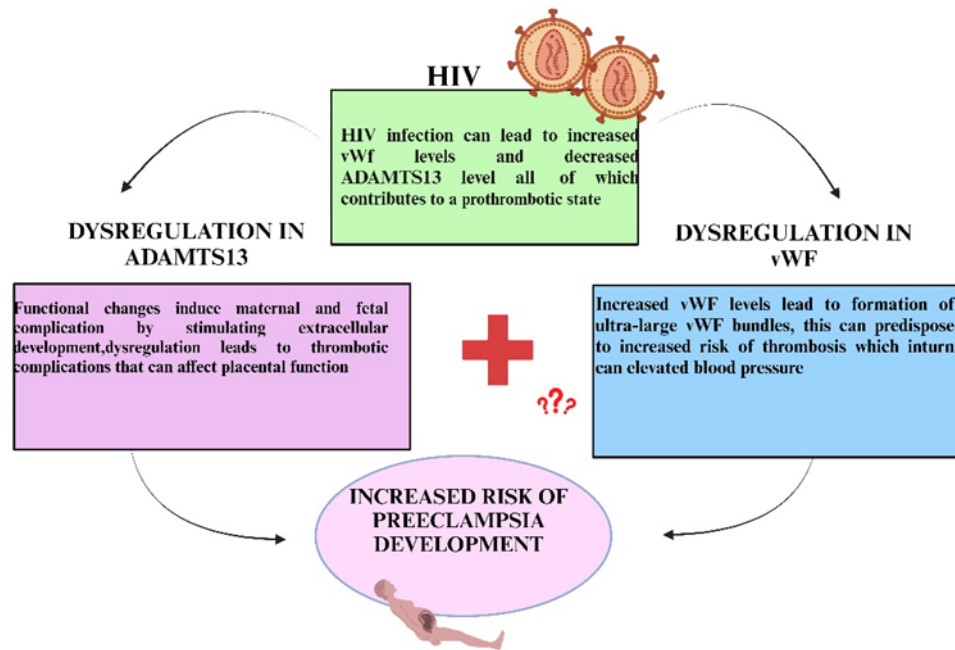 HIV
HIV infection can lead to increased
vWf levels and decreased
ADAMTS13 level all of which
contributes to a prothrombotic state
DYSREGULATION IN
ADAMTS13
Functional changes induce maternal and fetal
complication by stimulating extracellular
development,dysregulation leads to thrombotic
complications that can affect placental function
DYSREGULATION IN
vWF
Increased vWF levels lead to formation of
ultra-large vWF bundles, this can predispose
to increased risk of thrombosis which inturn
can elevated blood pressure
???
INCREASED RISK OF
PREECLAMPSIA
DEVELOPMENT